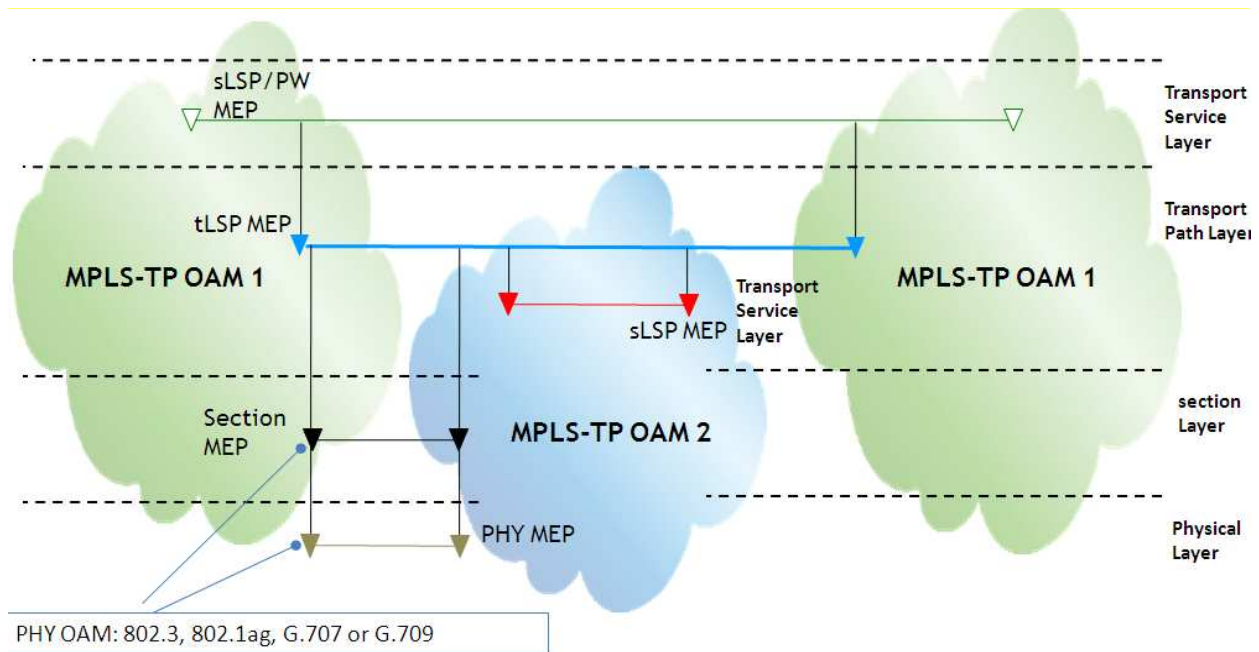 sLSP/PW
MEP
Transport
Service
Layer
tLSP MEP
Transport
Path Layer
MPLS-TP OAM 1
MPLS-TP OAM 1
Transport
Service
Layer
sLSP MEP
Section
MEP
MPLS-TP OAM 2
section
Layer
PHY MEP
Physical
Layer
PHY OAM: 802.3, 802.1ag, G.707 or G.709